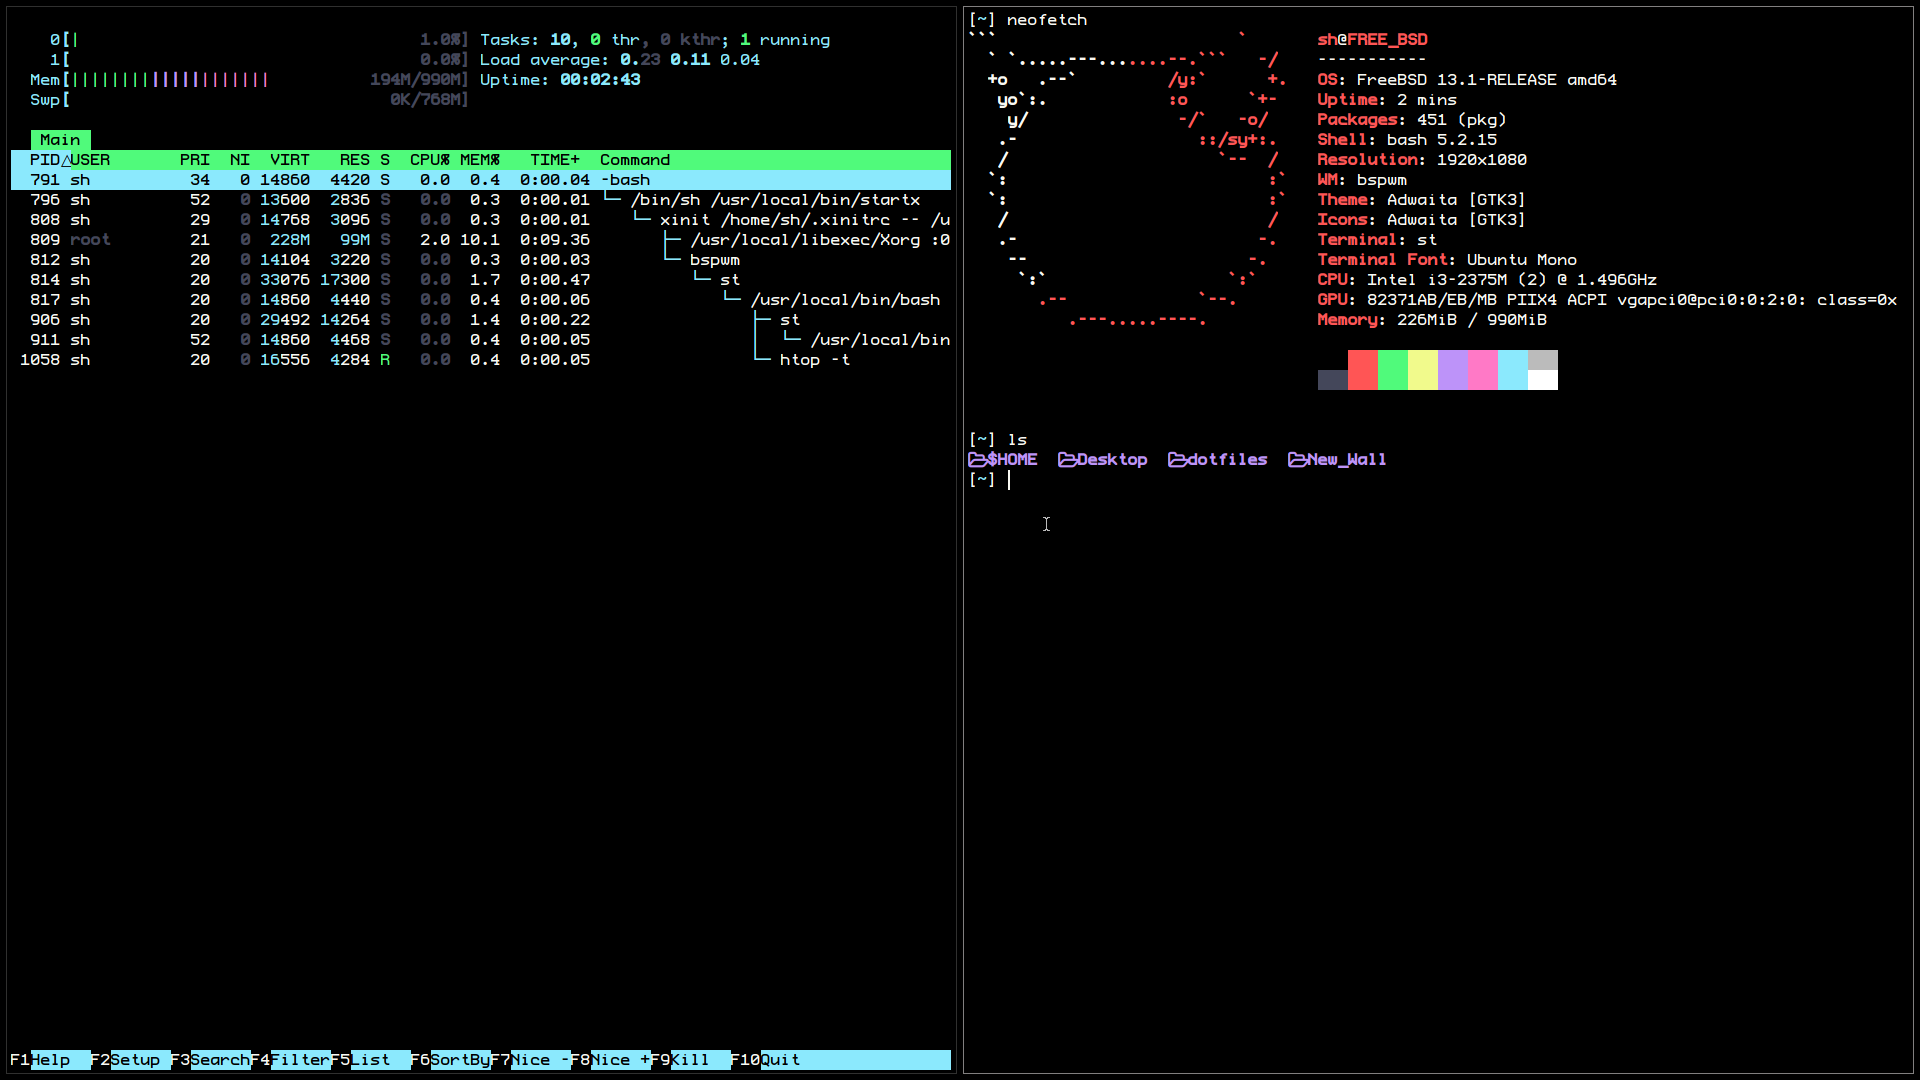 0[| 1.0%] Tasks: 10, 0 thr, 0 kthr; 1 running
1[ 0.0%] Load average: 0.23 0.11 0.04
Mem[|||||||||||||||||||| 194M/990M] Uptime: 00:02:43
Swp[ 0K/768M]
Main
PID△USER PRI NI VIRT RES S CPU% MEM% TIME+ Command
791 sh 34 0 14860 4420 S 0.0 0.4 0:00.04 -bash
796 sh 52 0 13600 2836 S 0.0 0.3 0:00.01 └─ /bin/sh /usr/local/bin/startx
808 sh 29 0 14768 3096 S 0.0 0.3 0:00.01 └─ xinit /home/sh/.xinitrc -- /u
809 root 21 0 228M 99M S 2.0 10.1 0:09.36 ├─ /usr/local/libexec/Xorg :0
812 sh 20 0 14104 3220 S 0.0 0.3 0:00.03 └─ bspwm
814 sh 20 0 33076 17300 S 0.0 1.7 0:00.47 └─ st
817 sh 20 0 14860 4440 S 0.0 0.4 0:00.06 └─ /usr/local/bin/bash
906 sh 20 0 29492 14264 S 0.0 1.4 0:00.22 ├─ st
911 sh 52 0 14860 4468 S 0.0 0.4 0:00.05 │ └─ /usr/local/bin
1058 sh 20 0 16556 4284 R 0.0 0.4 0:00.05 └─ htop -t
F1Help F2Setup F3SearchF4FilterF5List F6SortByF7Nice -F8Nice +F9Kill F10Quit
[~] neofetch
sh@FREE_BSD
-----------
OS: FreeBSD 13.1-RELEASE amd64
Uptime: 2 mins
Packages: 451 (pkg)
Shell: bash 5.2.15
Resolution: 1920x1080
WM: bspwm
Theme: Adwaita [GTK3]
Icons: Adwaita [GTK3]
Terminal: st
Terminal Font: Ubuntu Mono
CPU: Intel i3-2375M (2) @ 1.496GHz
GPU: 82371AB/EB/MB PIIX4 ACPI vgapci0@pci0:0:2:0: class=0x
Memory: 226MiB / 990MiB
[~] ls
$HOME Desktop dotfiles New_Wall
[~]